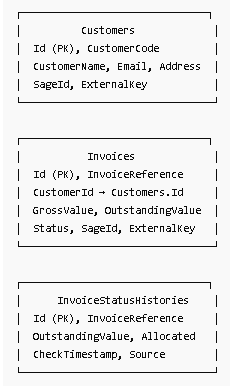 Customers
Id (PK), CustomerCode
CustomerName, Email, Address
SageId, ExternalKey
Invoices
Id (PK), InvoiceReference
CustomerId → Customers.Id
GrossValue, OutstandingValue
Status, SageId, ExternalKey
InvoiceStatusHistories
Id (PK), InvoiceReference
OutstandingValue, Allocated
CheckTimestamp, Source